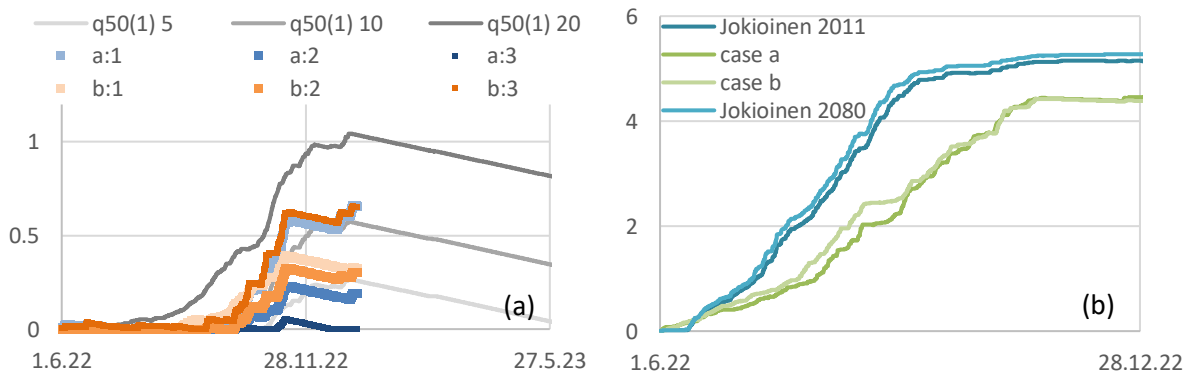 q50(1) 5 q50(1) 10 q50(1) 20
a:1 a:2 a:3
b:1 b:2 b:3
1
0.5
0
(a)
1.6.22 28.11.22 27.5.23
6
Jokioinen 2011
case a
case b
Jokioinen 2080
4
2
0
(b)
1.6.22 28.12.22